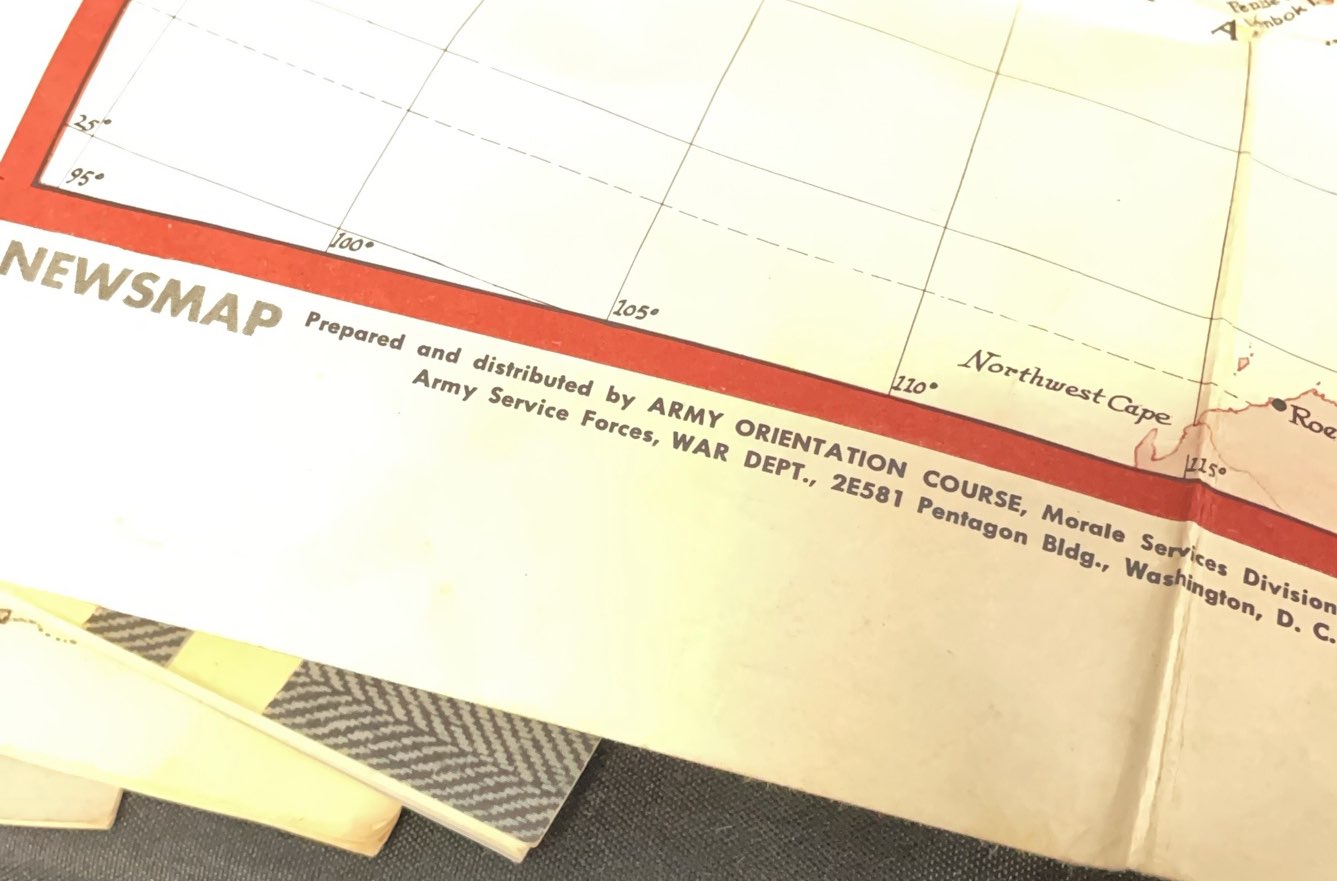 25°
95°
100°
105°
110°
Northwest Cape
115°
NEWSMAP
Prepared and distributed by ARMY ORIENTATION COURSE, Morale Services Division
Army Service Forces, WAR DEPT., 2E581 Pentagon Bldg., Washington, D. C.